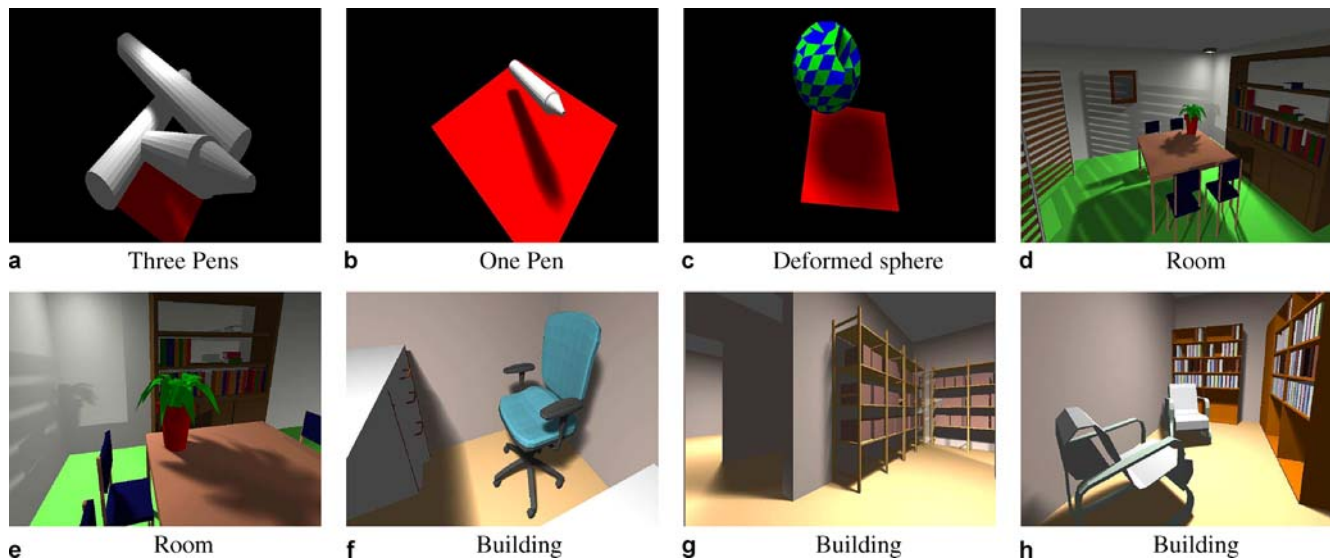 a Three Pens
b One Pen
c Deformed sphere
d Room
e Room
f Building
g Building
h Building